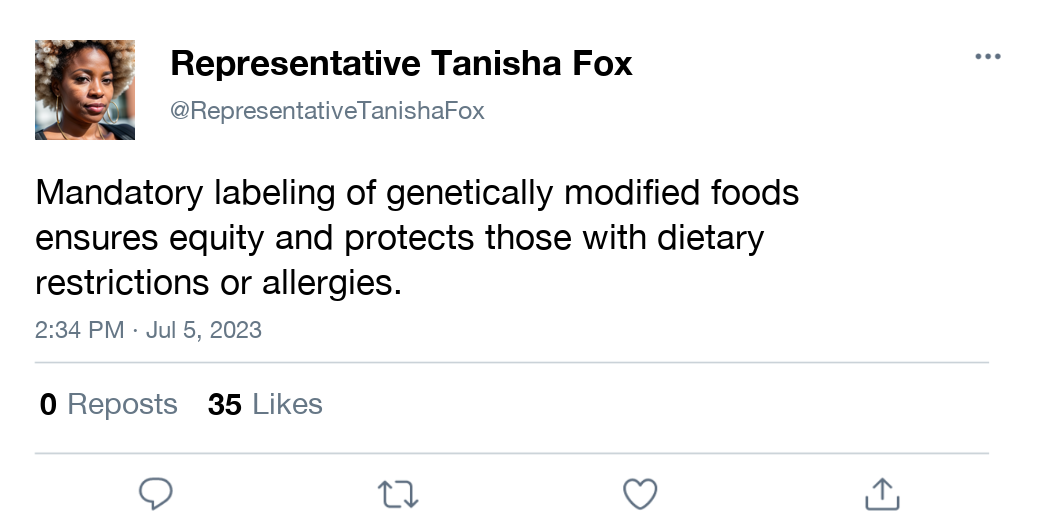 Representative Tanisha Fox
@RepresentativeTanishaFox
Mandatory labeling of genetically modified foods
ensures equity and protects those with dietary
restrictions or allergies.
2:34 PM · Jul 5, 2023
0 Reposts 35 Likes